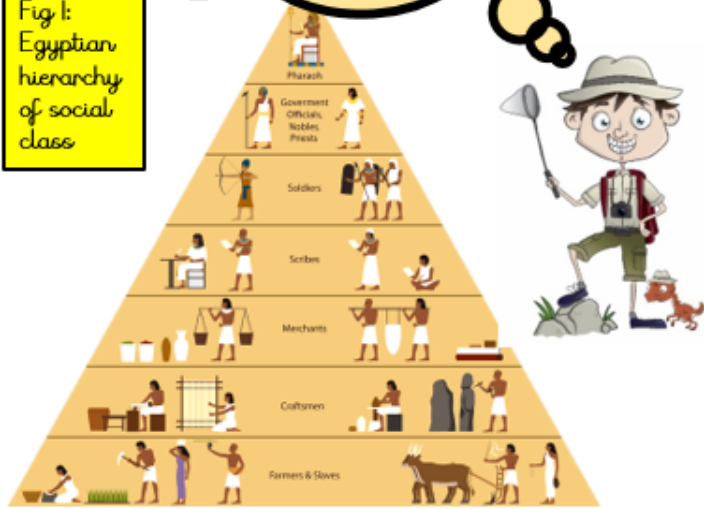 Fig 1:
Egyptian
hierarchy
of social
class
Pharaoh
Goverment
Officials,
Nobles,
Priests
Soldiers
Scribes
Merchants
Craftsmen
Farmers & Slaves